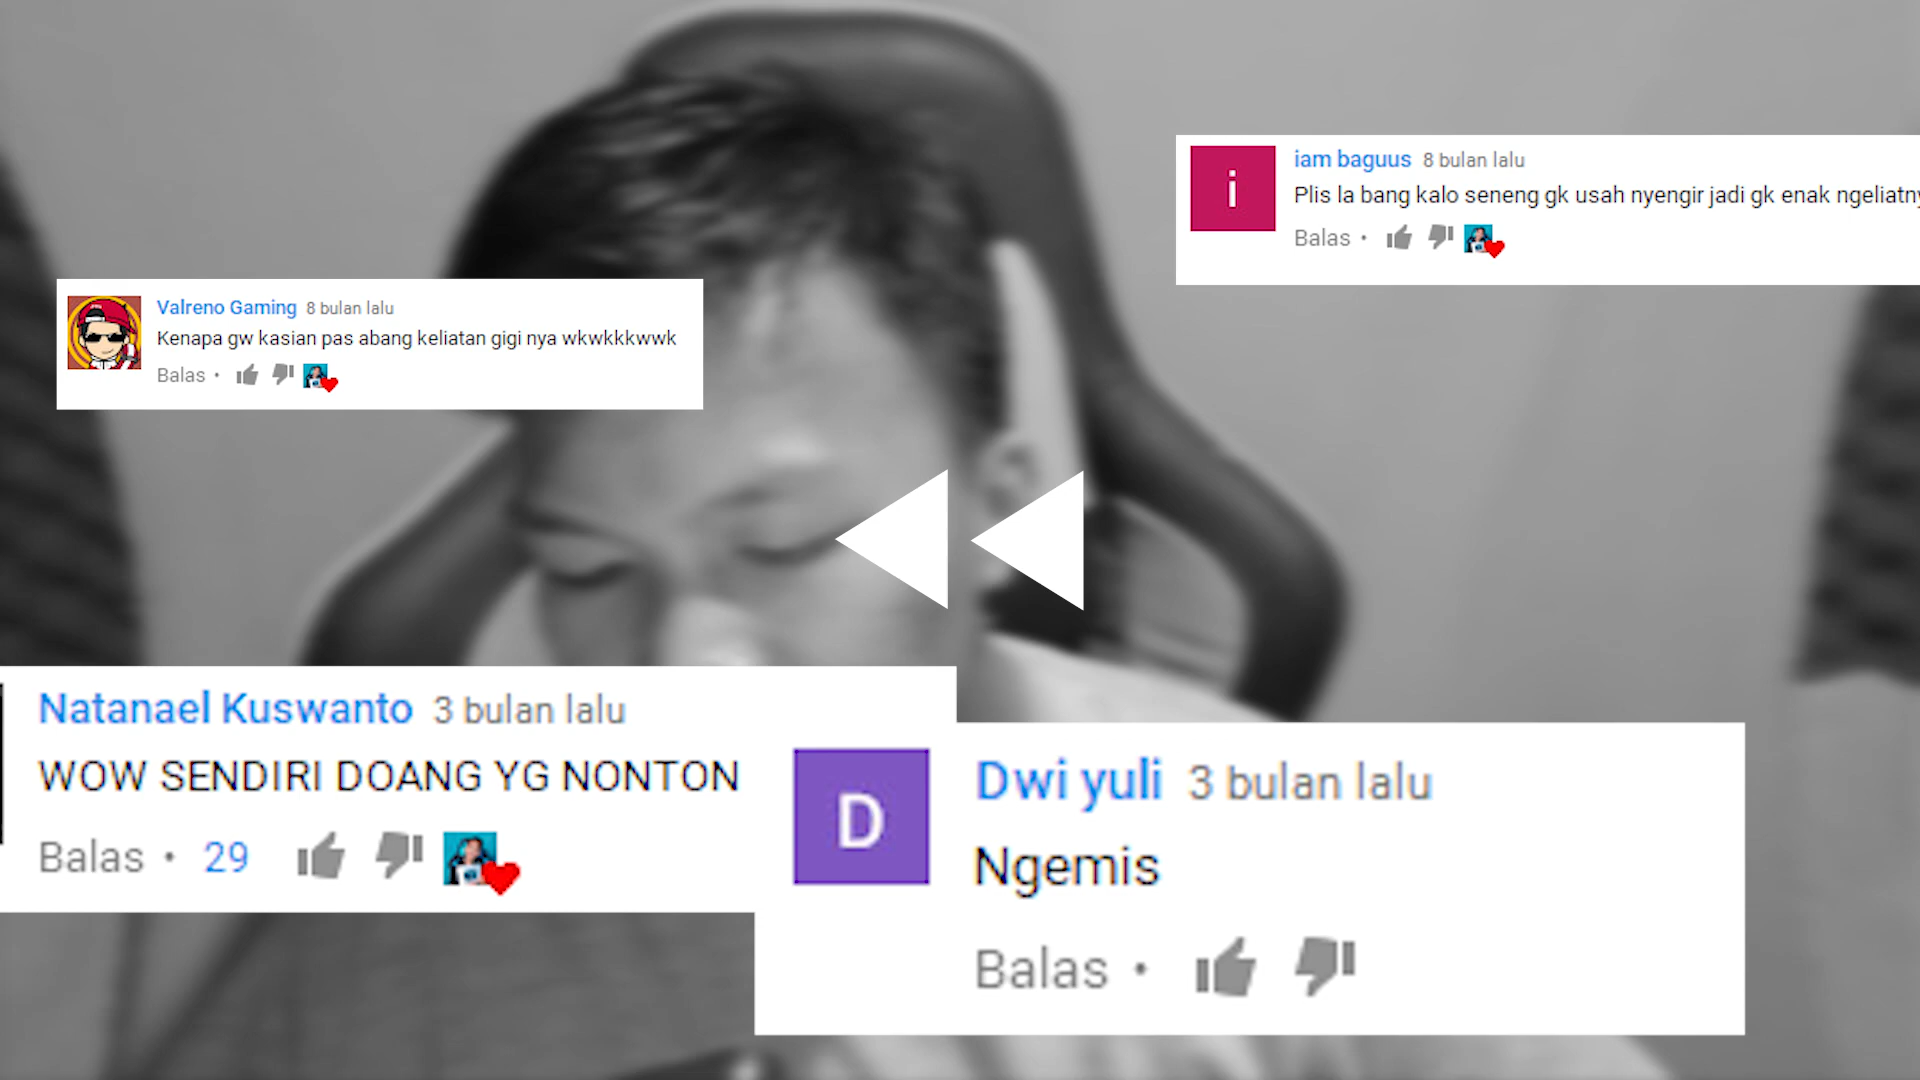 i
iam baguus 8 bulan lalu
Plis la bang kalo seneng gk usah nyengir jadi gk enak ngeliatny
Balas •
Valreno Gaming 8 bulan lalu
Kenapa gw kasian pas abang keliatan gigi nya wkwkkkwwk
Balas •
Natanael Kuswanto 3 bulan lalu
WOW SENDIRI DOANG YG NONTON
Balas • 29
D
Dwi yuli 3 bulan lalu
Ngemis
Balas •